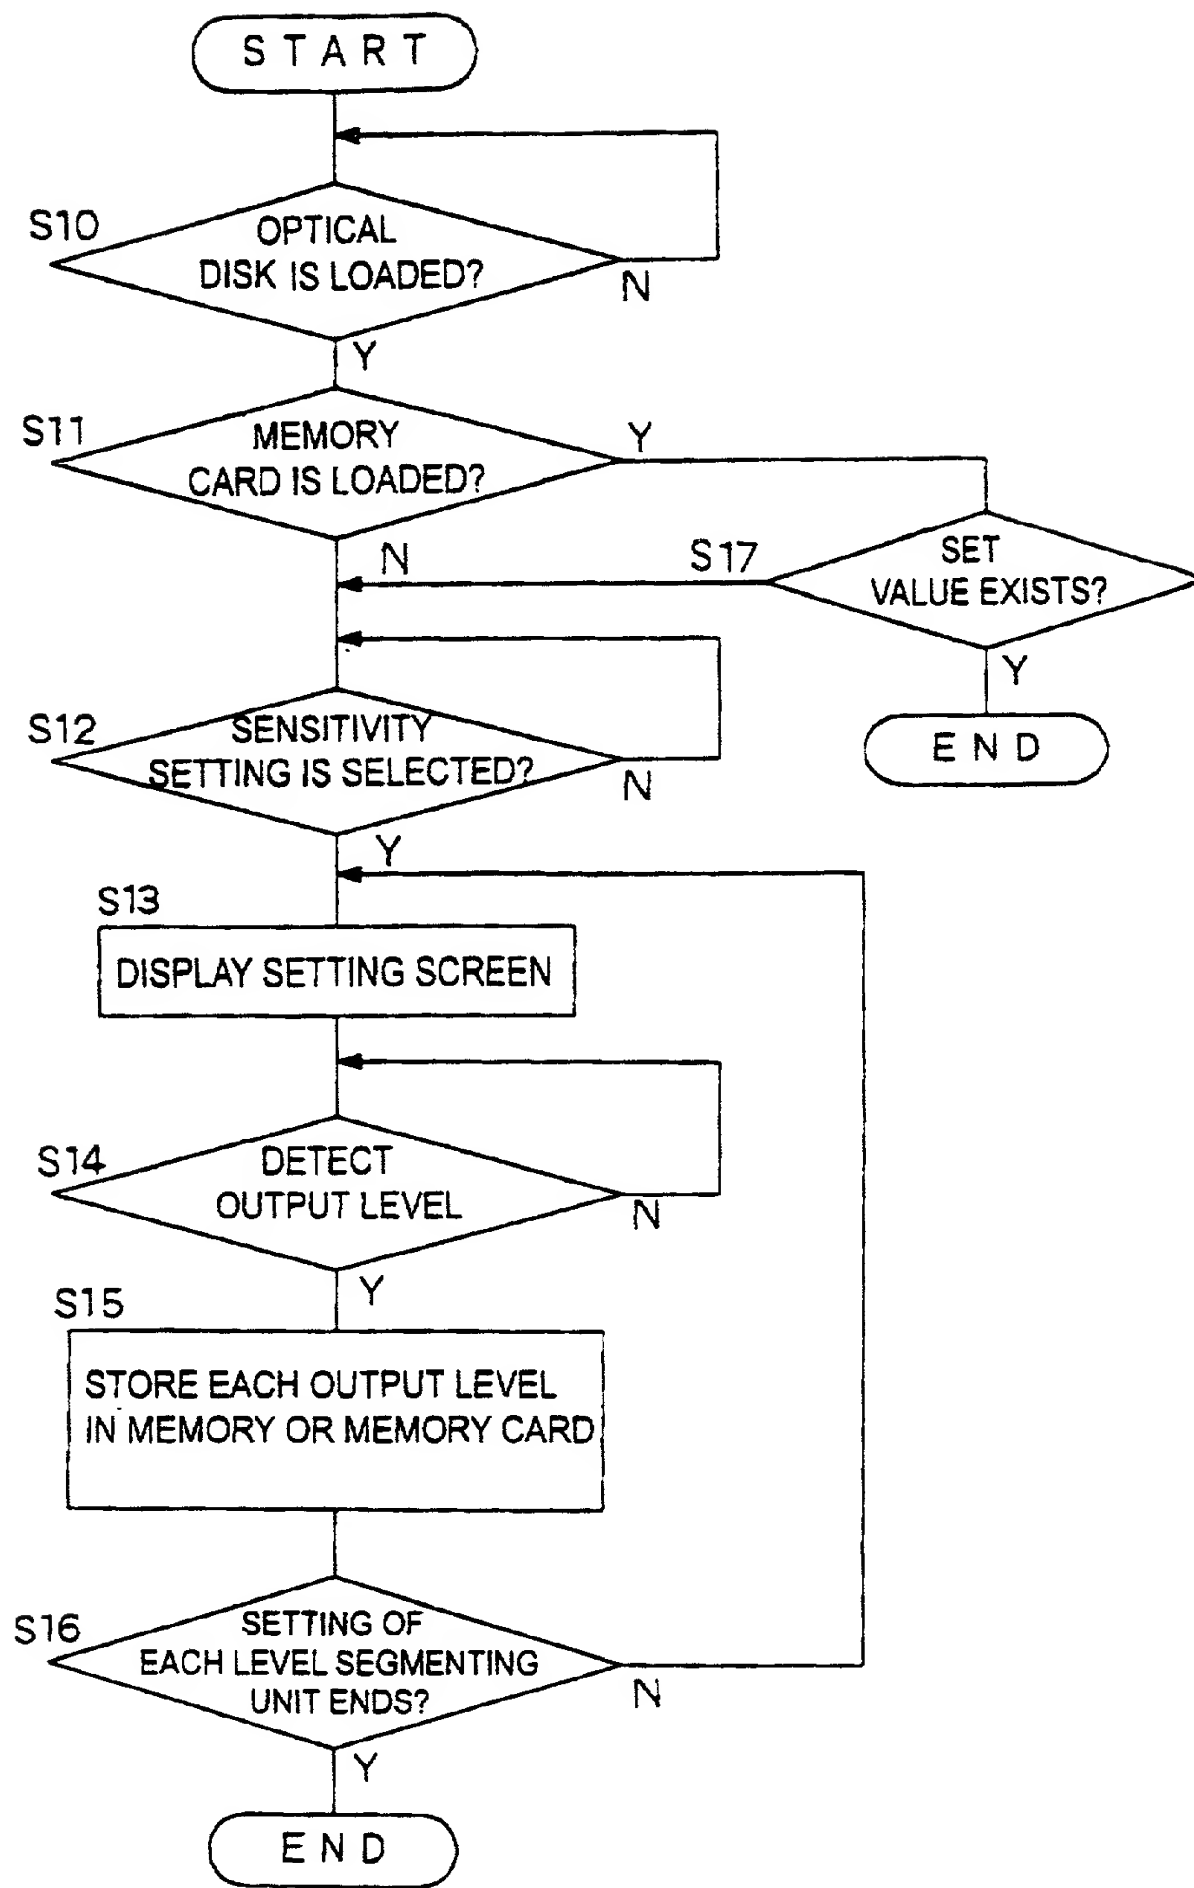 START
S10
OPTICAL
DISK IS LOADED?
N
Y
S11
MEMORY
CARD IS LOADED?
Y
N
S17
SET
VALUE EXISTS?
Y
END
S12
SENSITIVITY
SETTING IS SELECTED?
N
Y
S13
DISPLAY SETTING SCREEN
S14
DETECT
OUTPUT LEVEL
N
Y
S15
STORE EACH OUTPUT LEVEL
IN MEMORY OR MEMORY CARD
S16
SETTING OF
EACH LEVEL SEGMENTING
UNIT ENDS?
N
Y
END